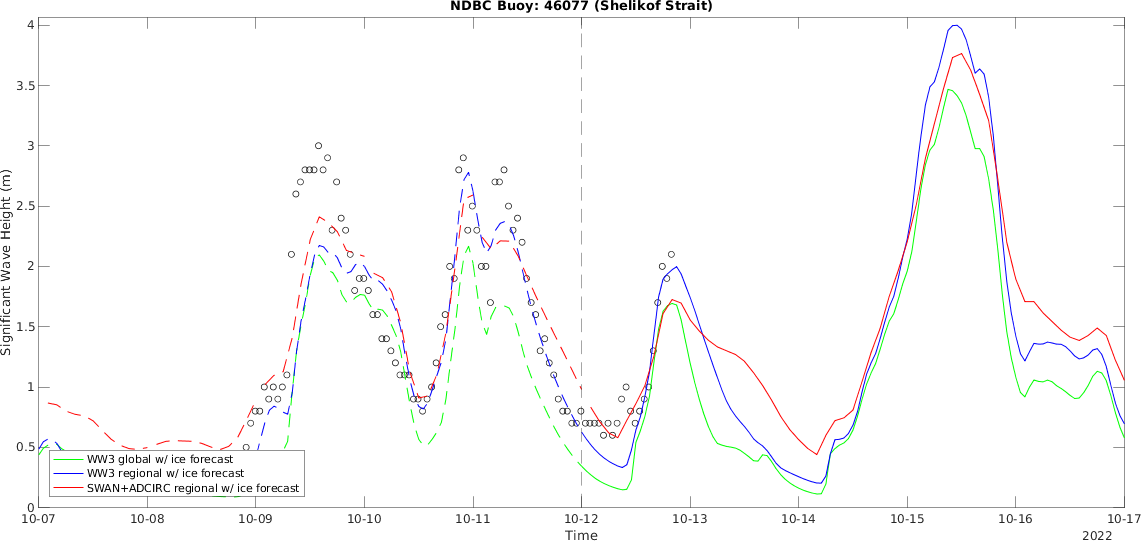 NDBC Buoy: 46077 (Shelikof Strait)
Significant Wave Height (m)
4
3.5
3
2.5
2
1.5
1
0.5
0
WW3 global w/ ice forecast
WW3 regional w/ ice forecast
SWAN+ADCIRC regional w/ ice forecast
10-07 10-08 10-09 10-10 10-11 10-12 10-13 10-14 10-15 10-16 10-17
Time
2022